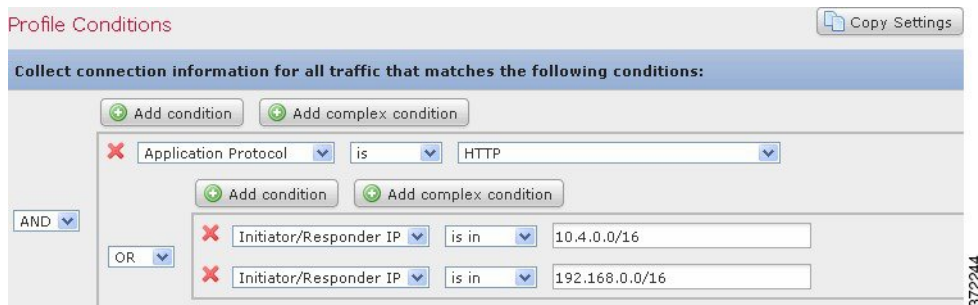 Profile Conditions
Copy Settings
Collect connection information for all traffic that matches the following conditions:
Add condition Add complex condition
Application Protocol is HTTP
Add condition Add complex condition
AND
Initiator/Responder IP is in 10.4.0.0/16
OR
Initiator/Responder IP is in 192.168.0.0/16